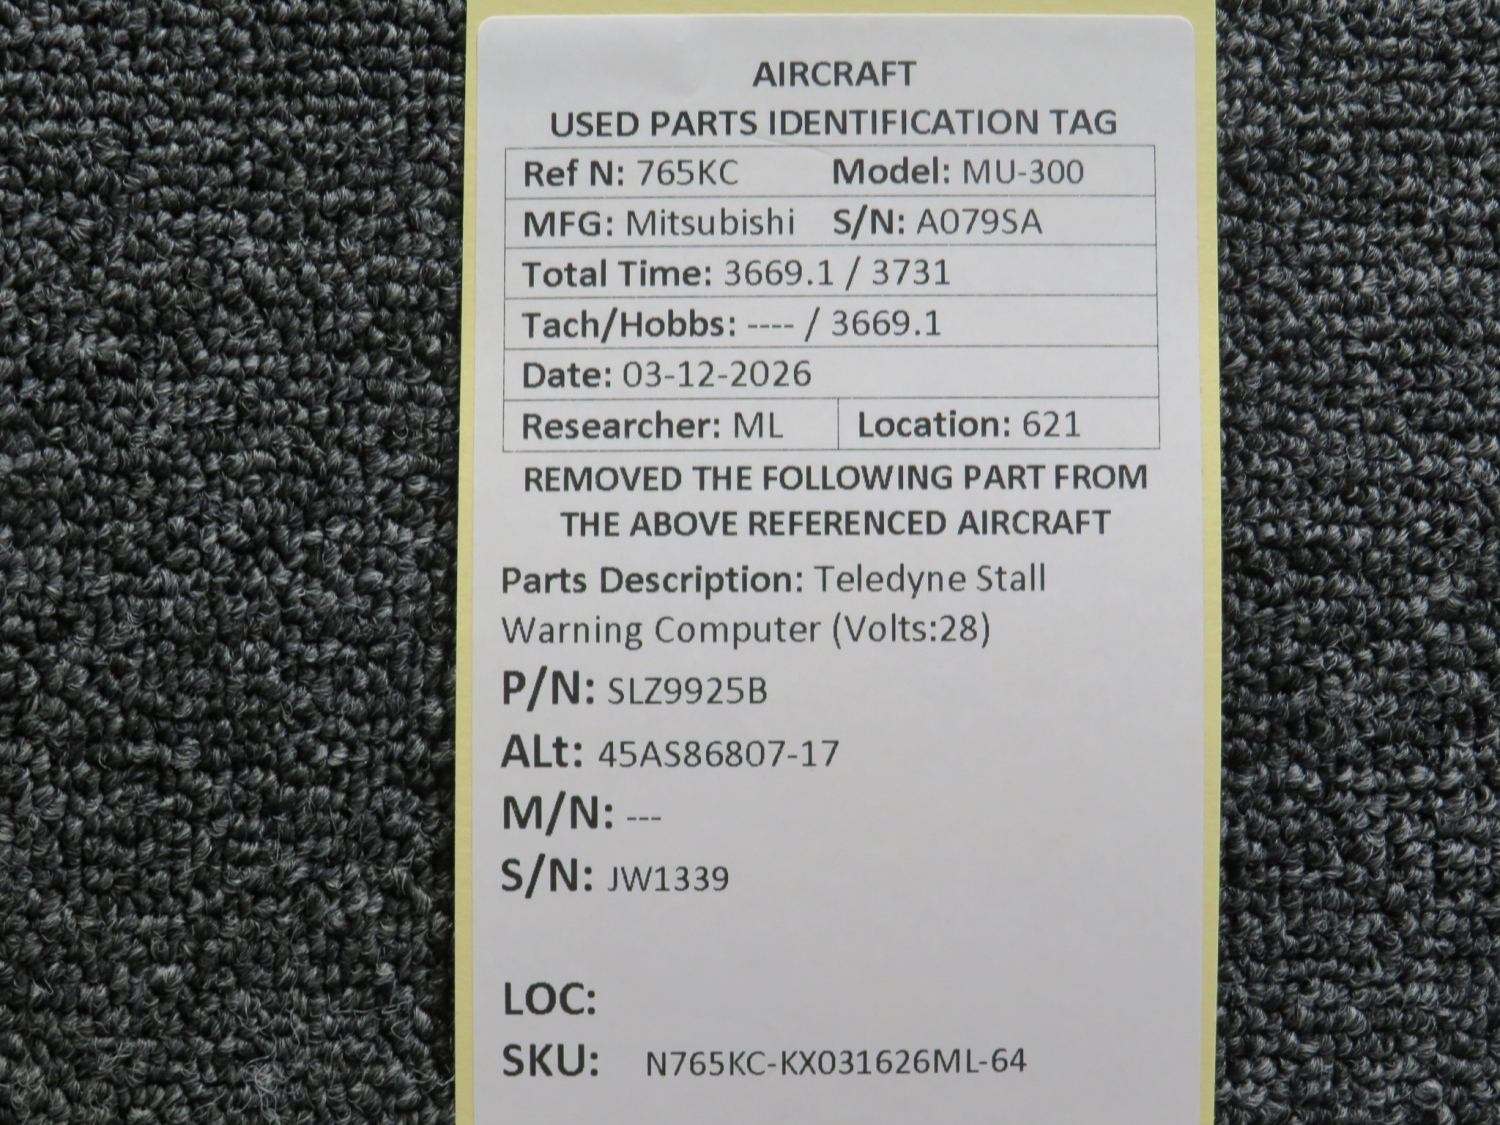 AIRCRAFT
USED PARTS IDENTIFICATION TAG
Ref N: 765KC Model: MU-300
MFG: Mitsubishi S/N: A079SA
Total Time: 3669.1 / 3731
Tach/Hobbs: ---- / 3669.1
Date: 03-12-2026
Researcher: ML Location: 621
REMOVED THE FOLLOWING PART FROM
THE ABOVE REFERENCED AIRCRAFT
Parts Description: Teledyne Stall
Warning Computer (Volts:28)
P/N: SLZ9925B
ALt: 45AS86807-17
M/N: ---
S/N: JW1339
LOC:
SKU: N765KC-KX031626ML-64